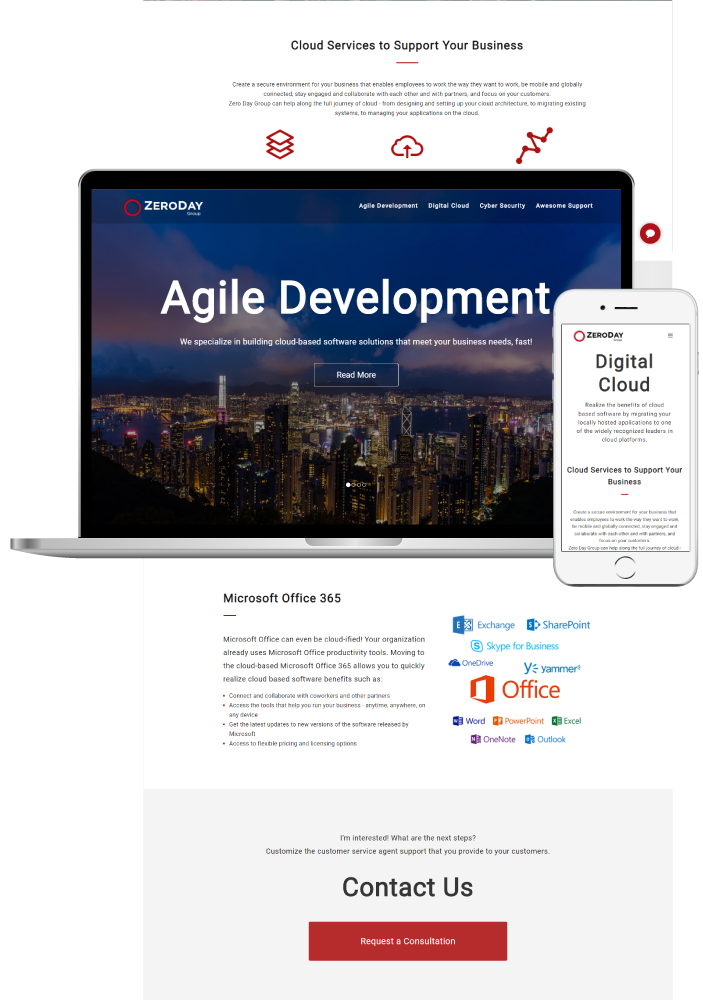 Cloud Services to Support Your Business
Create a secure environment for your business that enables employees to work the way they want to work, be mobile and globally
connected, stay engaged and collaborate with each other and with partners, and focus on your customers.
Zero Day Group can help along the full journey of cloud - from designing and setting up your cloud architecture, to migrating existing
systems, to managing your applications on the cloud.
ZERODAY
Group
Agile Development
Digital Cloud
Cyber Security
Awesome Support
Agile Development
We specialize in building cloud-based software solutions that meet your business needs, fast!
Read More
ZERODAY
Group
Digital
Cloud
Realize the benefits of cloud
based software by migrating your
locally hosted applications to one
of the widely recognized leaders in
cloud platforms.
Cloud Services to Support Your
Business
Create a secure environment for your business that
enables employees to work the way they want to work,
be mobile and globally connected, stay engaged and
collaborate with each other and with partners, and
focus on your customers.
Zero Day Group can help along the full journey of cloud -
Microsoft Office 365
Microsoft Office can even be cloud-ified! Your organization
already uses Microsoft Office productivity tools. Moving to
the cloud-based Microsoft Office 365 allows you to quickly
realize cloud based software benefits such as:
Connect and collaborate with coworkers and other partners
Access the tools that help you run your business - anytime, anywhere, on
any device
Get the latest updates to new versions of the software released by
Microsoft
Access to flexible pricing and licensing options
Exchange
SharePoint
Skype for Business
OneDrive
yammer
Office
Word
PowerPoint
Excel
OneNote
Outlook
I'm interested! What are the next steps?
Customize the customer service agent support that you provide to your customers.
Contact Us
Request a Consultation